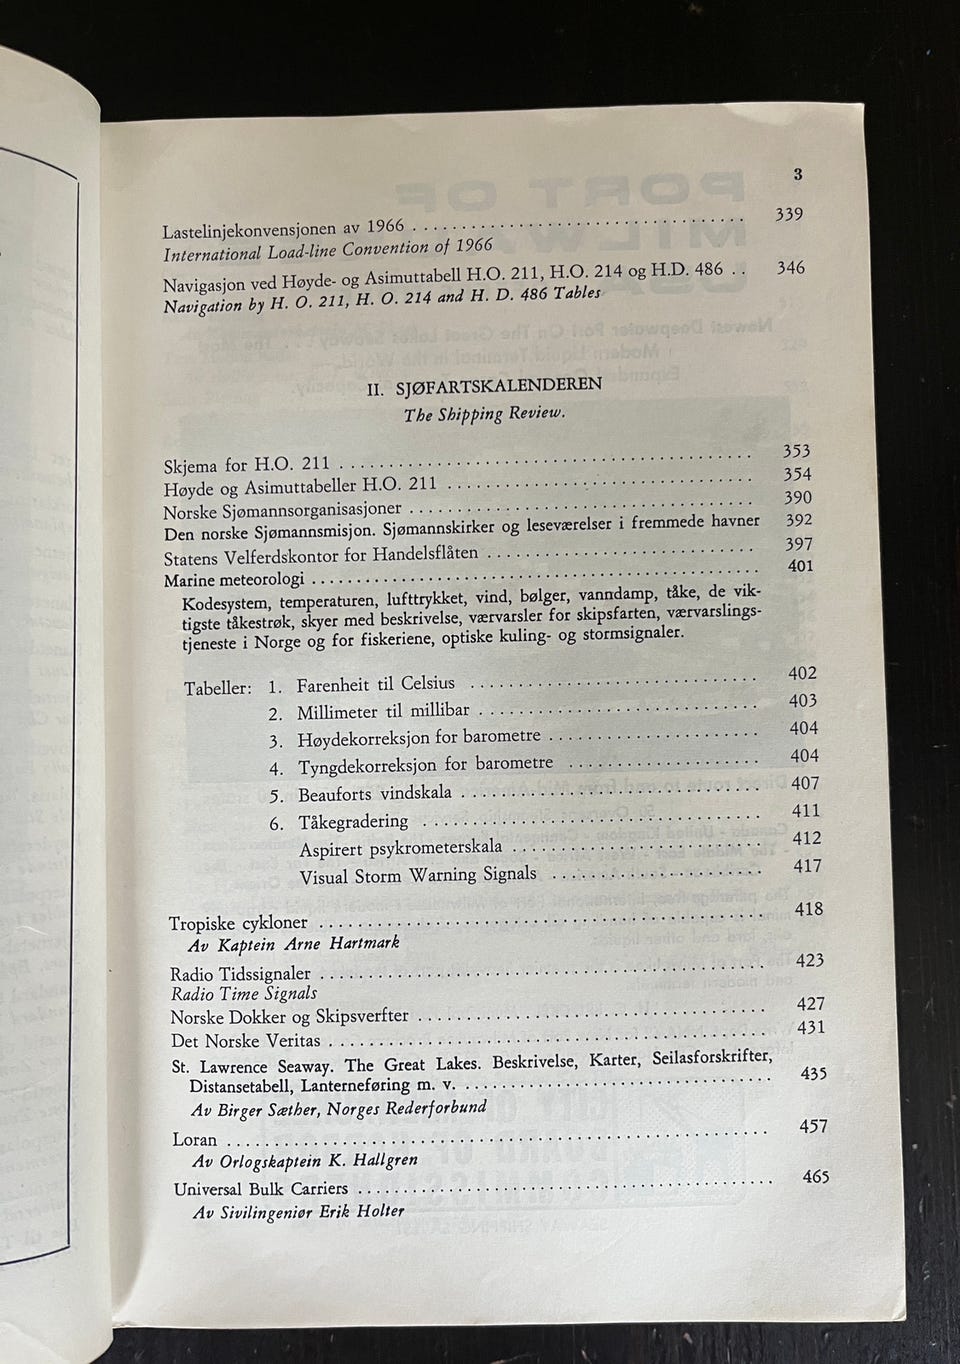 3
Lastelinjekonvensjonen av 1966 . . . . . . . . . . . . . . . . . . . . . . . . . . . . . . 339
International Load-line Convention of 1966
Navigasjon ved Høyde- og Asimuttabell H.O. 211, H.O. 214 og H.D. 486 . . 346
Navigation by H. O. 211, H. O. 214 and H. D. 486 Tables
II. SJØFARTSKALENDEREN
The Shipping Review.
Skjema for H.O. 211 . . . . . . . . . . . . . . . . . . . . . . . . . . . . . . 353
Høyde og Asimuttabeller H.O. 211 . . . . . . . . . . . . . . . . . . . . . . . . 354
Norske Sjømannsorganisasjoner . . . . . . . . . . . . . . . . . . . . . . . . 390
Den norske Sjømannsmisjon. Sjømannskirker og leseværelser i fremmede havner 392
Statens Velferdskontor for Handelsflåten . . . . . . . . . . . . . . . . . . . . 397
Marine meteorologi . . . . . . . . . . . . . . . . . . . . . . . . . . . . . . 401
Kodesystem, temperaturen, lufttrykket, vind, bølger, vanndamp, tåke, de vik-
tigste tåkestrøk, skyer med beskrivelse, værvarsler for skipsfarten, værvarslings-
tjeneste i Norge og for fiskeriene, optiske kuling- og stormsignaler.
Tabeller: 1. Farenheit til Celsius . . . . . . . . . . . . . . . . . . . . 402
2. Millimeter til millibar . . . . . . . . . . . . . . . . . . . . 403
3. Høydekorreksjon for barometre . . . . . . . . . . . . . . . . 404
4. Tyngdekorreksjon for barometre . . . . . . . . . . . . . . . 404
5. Beauforts vindskala . . . . . . . . . . . . . . . . . . . . 407
6. Tåkegradering . . . . . . . . . . . . . . . . . . . . . . . 411
Aspirert psykrometerskala . . . . . . . . . . . . . . . . . . . . 412
Visual Storm Warning Signals . . . . . . . . . . . . . . . . . . 417
Tropiske cykloner . . . . . . . . . . . . . . . . . . . . . . . . . . . . . . 418
Av Kaptein Arne Hartmark
Radio Tidssignaler . . . . . . . . . . . . . . . . . . . . . . . . . . . . . . 423
Radio Time Signals
Norske Dokker og Skipsverfter . . . . . . . . . . . . . . . . . . . . . . . . 427
Det Norske Veritas . . . . . . . . . . . . . . . . . . . . . . . . . . . . . . 431
St. Lawrence Seaway. The Great Lakes. Beskrivelse, Karter, Seilasforskrifter,
Distansetabell, Lanterneføring m. v. . . . . . . . . . . . . . . . . . . . . . 435
Av Birger Sæther, Norges Rederforbund
Loran . . . . . . . . . . . . . . . . . . . . . . . . . . . . . . . . . . . . 457
Av Orlogskaptein K. Hallgren
Universal Bulk Carriers . . . . . . . . . . . . . . . . . . . . . . . . . . . . 465
Av Sivilingeniør Erik Holter